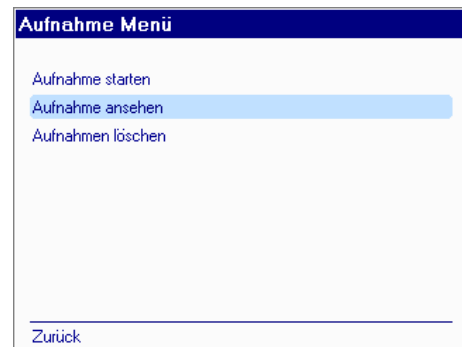 Aufnahme Menü
Aufnahme starten
Aufnahme ansehen
Aufnahmen löschen
Zurück